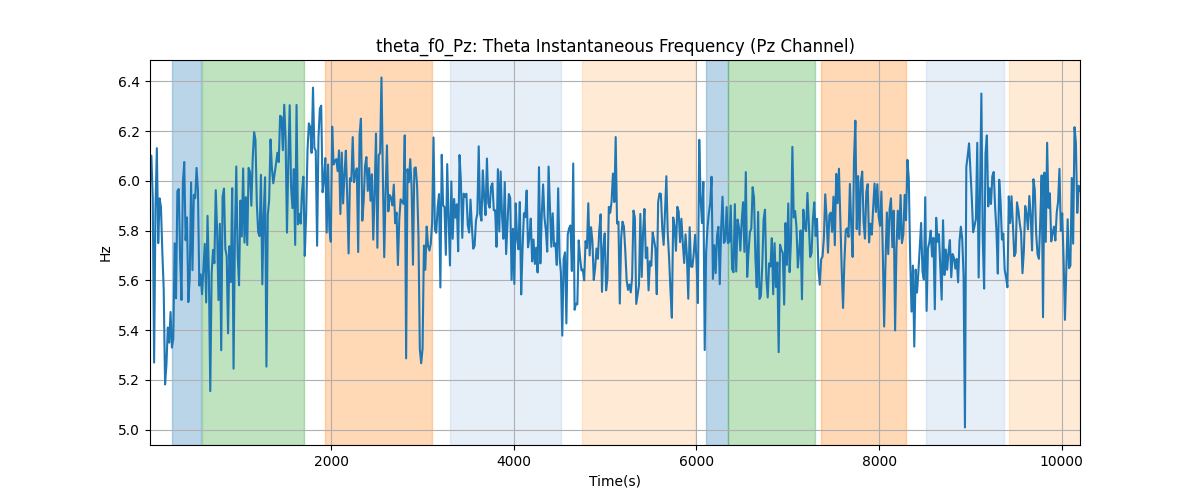 theta_f0_Pz: Theta Instantaneous Frequency (Pz Channel)
6.4
6.2
6.0
5.8
5.6
5.4
5.2
5.0
Hz
2000 4000 6000 8000 10000
Time(s)